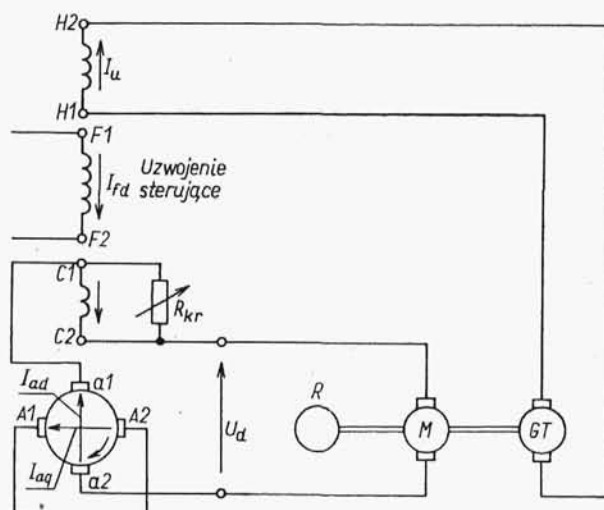 H2
I_u
H1
F1
I_fd
Uzwojenie
sterujące
F2
C1
R_kr
C2
I_ad
a1
A1
A2
I_aq
a2
U_d
R
M
GT